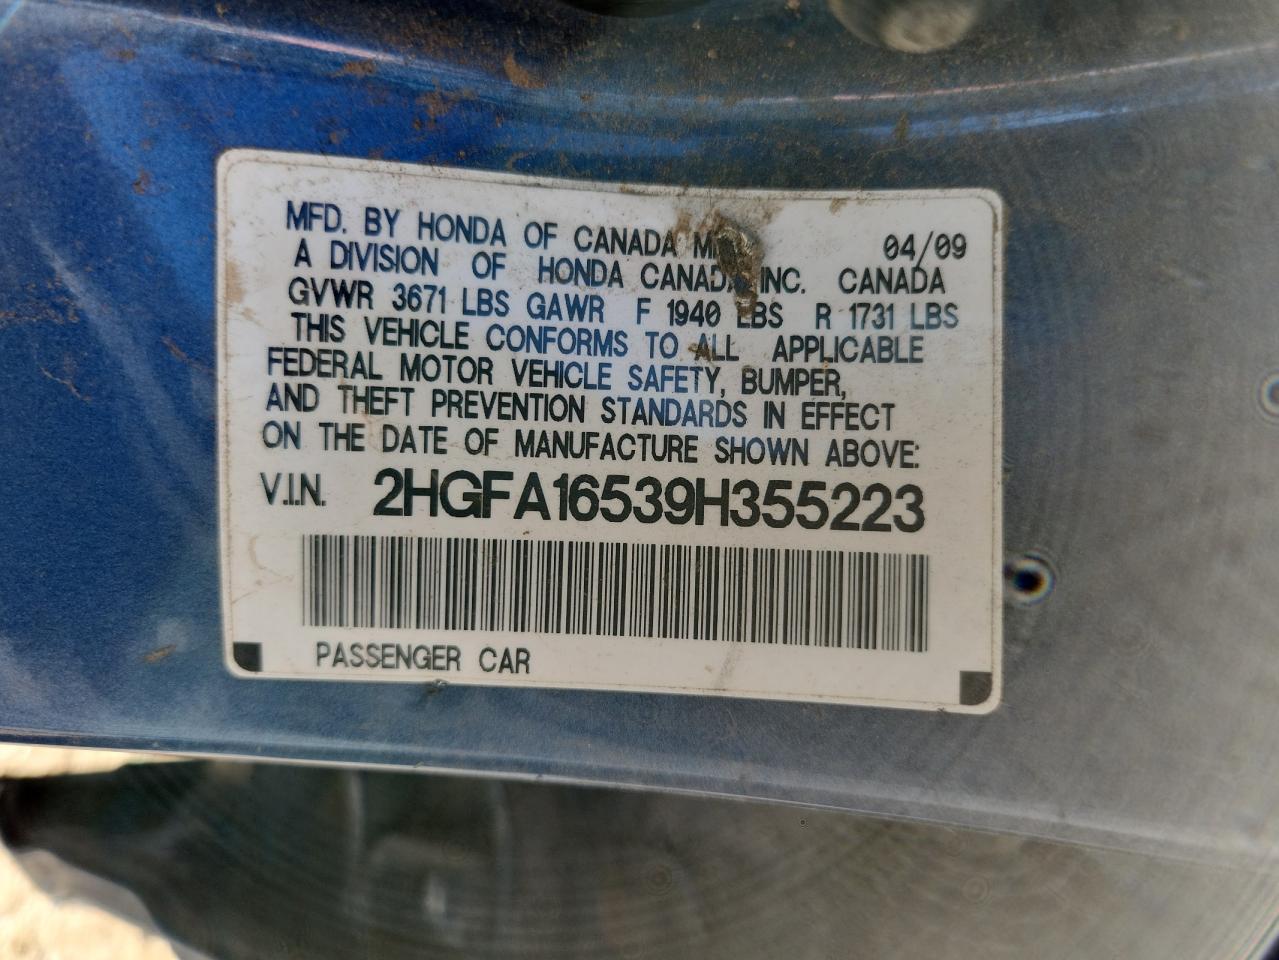 MFD. BY HONDA OF CANADA 04/09
A DIVISION OF HONDA CANADA INC. CANADA
GVWR 3671 LBS GAWR F 1940 LBS R 1731 LBS
THIS VEHICLE CONFORMS TO ALL APPLICABLE
FEDERAL MOTOR VEHICLE SAFETY, BUMPER,
AND THEFT PREVENTION STANDARDS IN EFFECT
ON THE DATE OF MANUFACTURE SHOWN ABOVE:
V.I.N. 2HGFA16539H355223
PASSENGER CAR